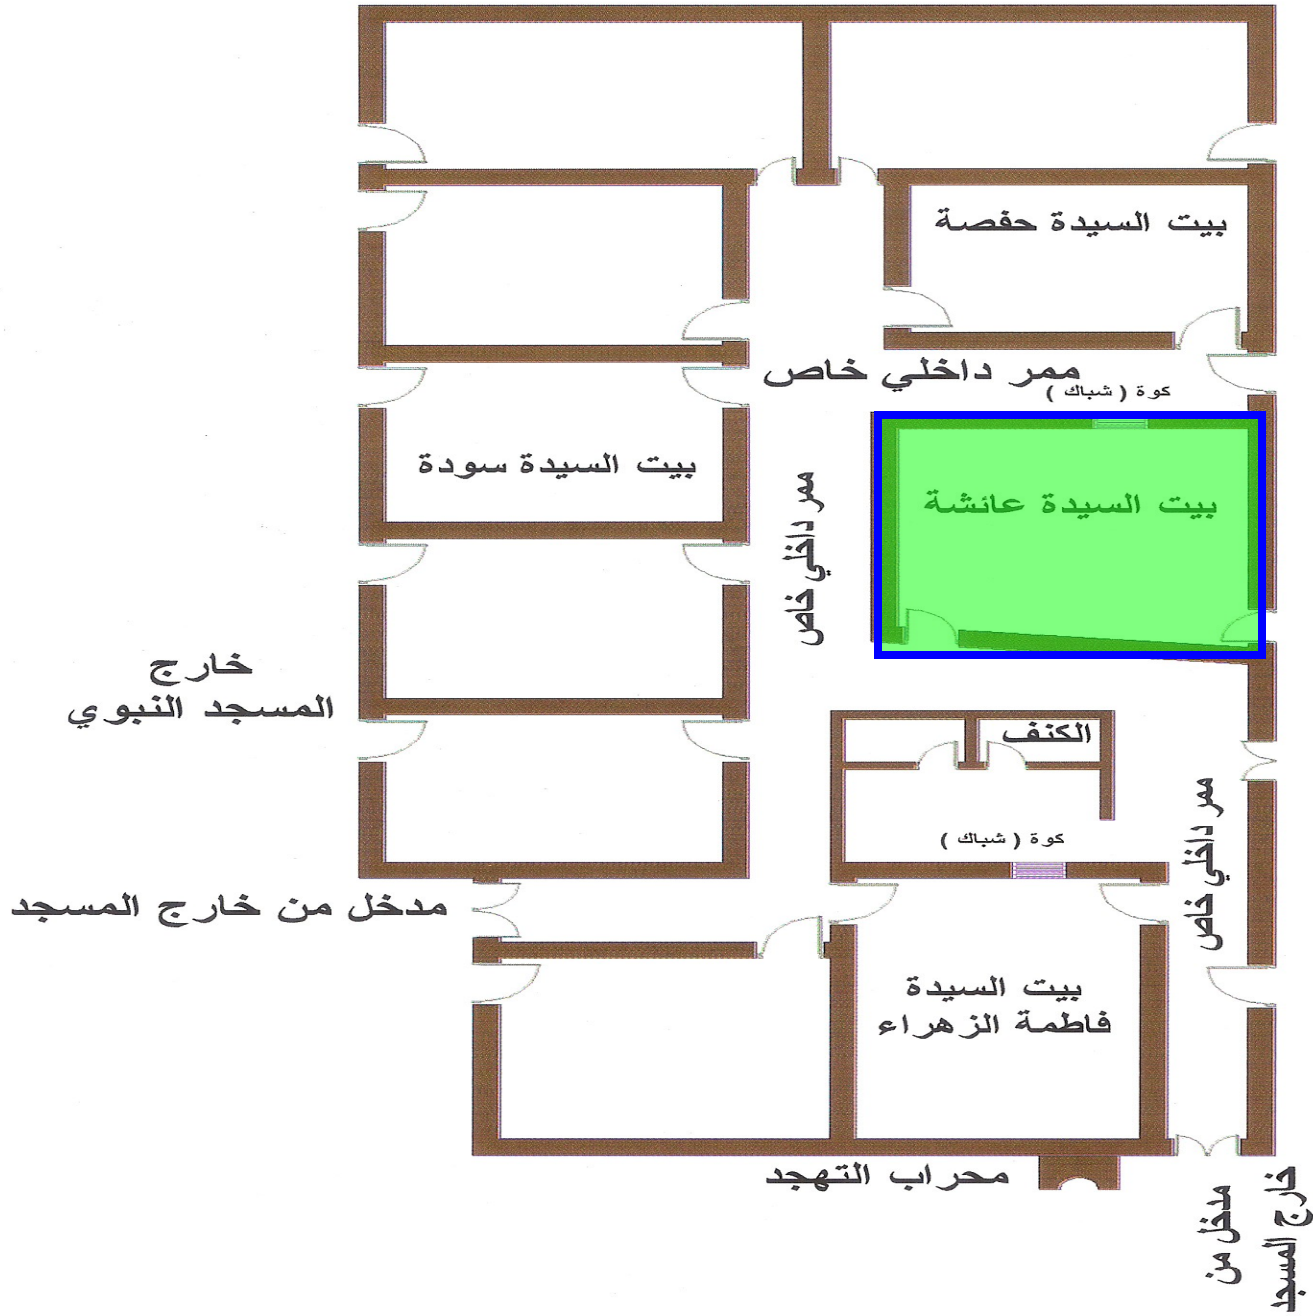 بيت السيدة حفصة
ممر داخلي خاص
كوة ( شباك )
بيت السيدة سودة
بيت السيدة عائشة
ممر داخلي خاص
خارج
المسجد النبوي
الكنف
ممر داخلي خاص
كوة ( شباك )
مدخل من خارج المسجد
بيت السيدة
فاطمة الزهراء
محراب التهجد
مدخل من
خارج المسجد